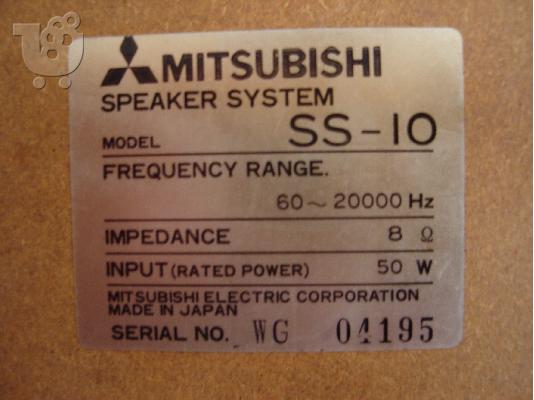 MITSUBISHI
SPEAKER SYSTEM
MODEL SS-10
FREQUENCY RANGE.
60~20000 Hz
IMPEDANCE 8 Ω
INPUT (RATED POWER) 50 W
MITSUBISHI ELECTRIC CORPORATION
MADE IN JAPAN
SERIAL NO. WG 04195